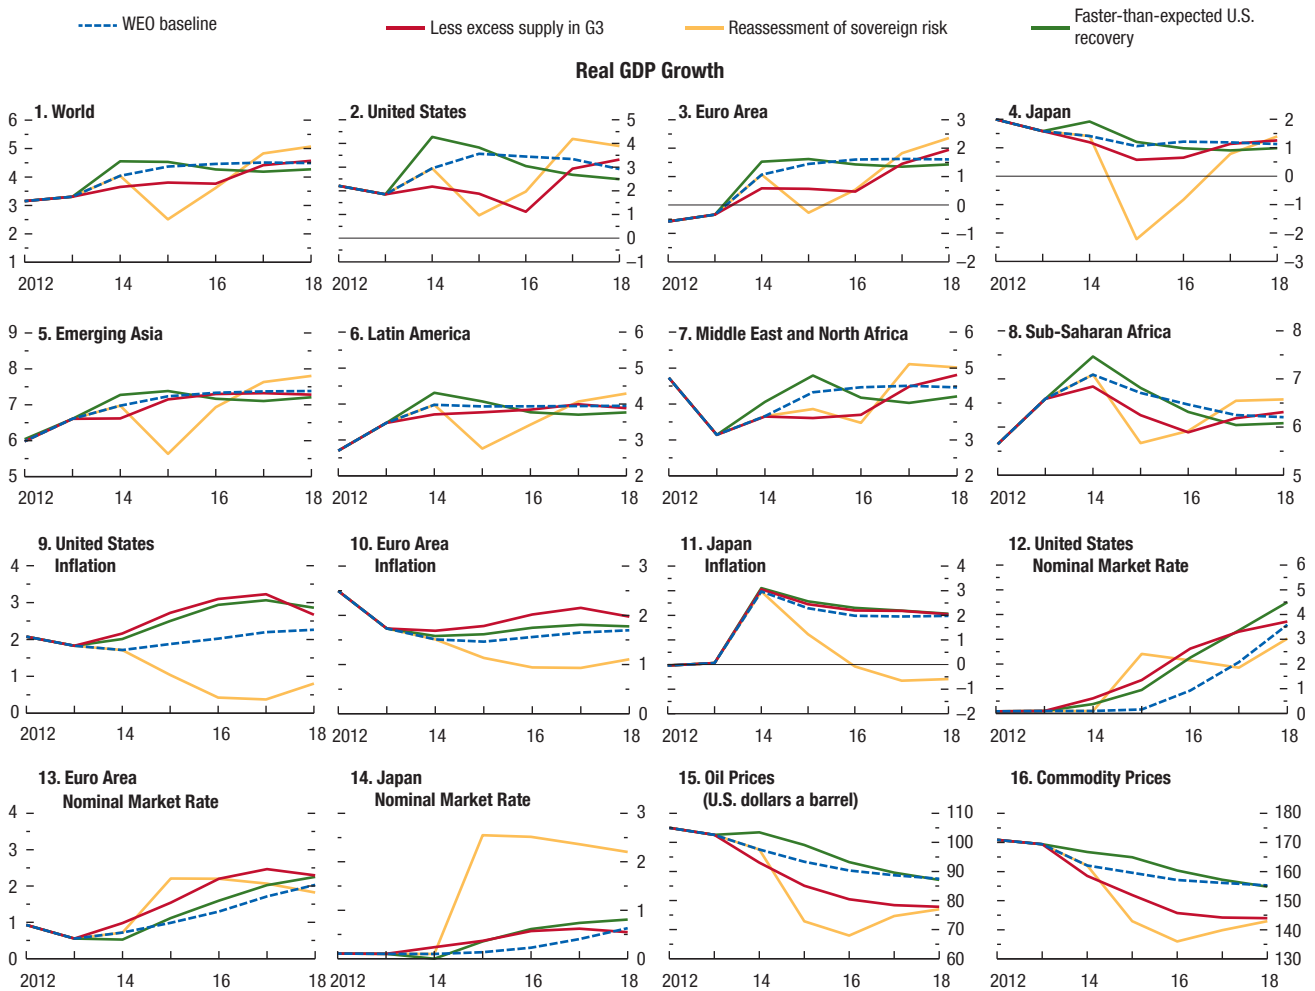 WEO baseline
Less excess supply in G3
Reassessment of sovereign risk
Faster-than-expected U.S.
recovery
Real GDP Growth
1. World
6
5
4
3
2
1
2012 14 16 18
2. United States
5
4
3
2
1
0
–1
2012 14 16 18
3. Euro Area
3
2
1
0
–1
–2
2012 14 16 18
4. Japan
2
1
0
–1
–2
–3
2012 14 16 18
5. Emerging Asia
9
8
7
6
5
2012 14 16 18
6. Latin America
6
5
4
3
2
2012 14 16 18
7. Middle East and North Africa
6
5
4
3
2
2012 14 16 18
8. Sub-Saharan Africa
8
7
6
5
2012 14 16 18
9. United States
Inflation
4
3
2
1
0
2012 14 16 18
10. Euro Area
Inflation
3
2
1
0
2012 14 16 18
11. Japan
Inflation
4
3
2
1
0
–1
–2
2012 14 16 18
12. United States
Nominal Market Rate
6
5
4
3
2
1
0
2012 14 16 18
13. Euro Area
Nominal Market Rate
4
3
2
1
0
2012 14 16 18
14. Japan
Nominal Market Rate
3
2
1
0
2012 14 16 18
15. Oil Prices
(U.S. dollars a barrel)
110
100
90
80
70
60
2012 14 16 18
16. Commodity Prices
180
170
160
150
140
130
2012 14 16 18